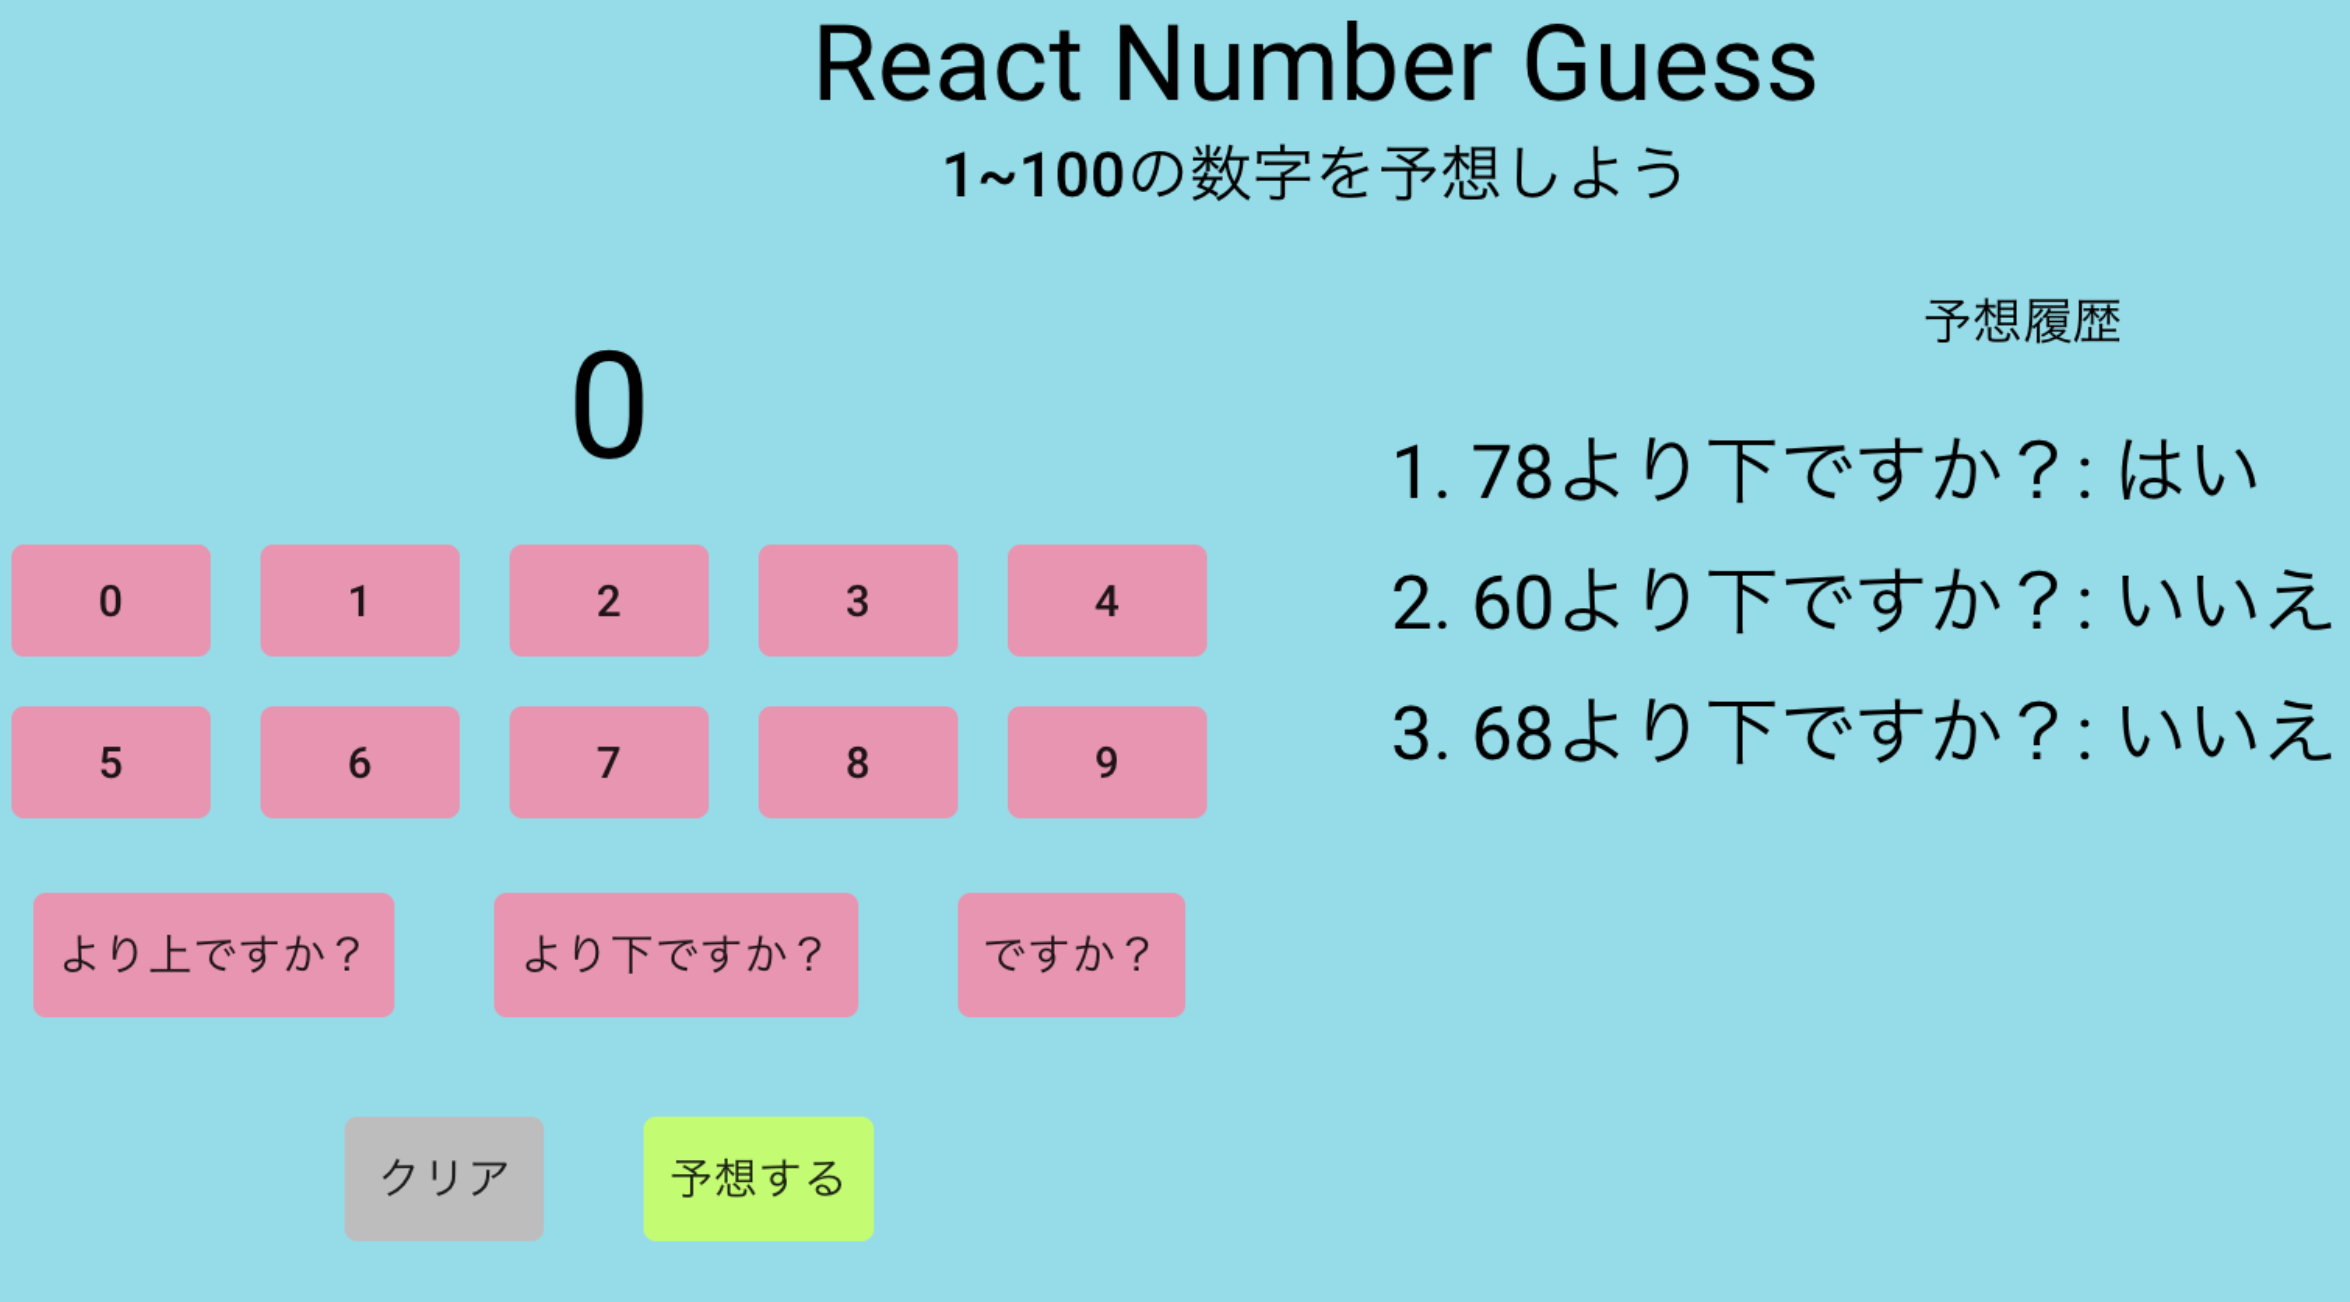 React Number Guess
1~100の数字を予想しよう
0
0 1 2 3 4
5 6 7 8 9
より上ですか？ より下ですか？ ですか？
クリア 予想する
予想履歴
1. 78より下ですか？: はい
2. 60より下ですか？: いいえ
3. 68より下ですか？: いいえ